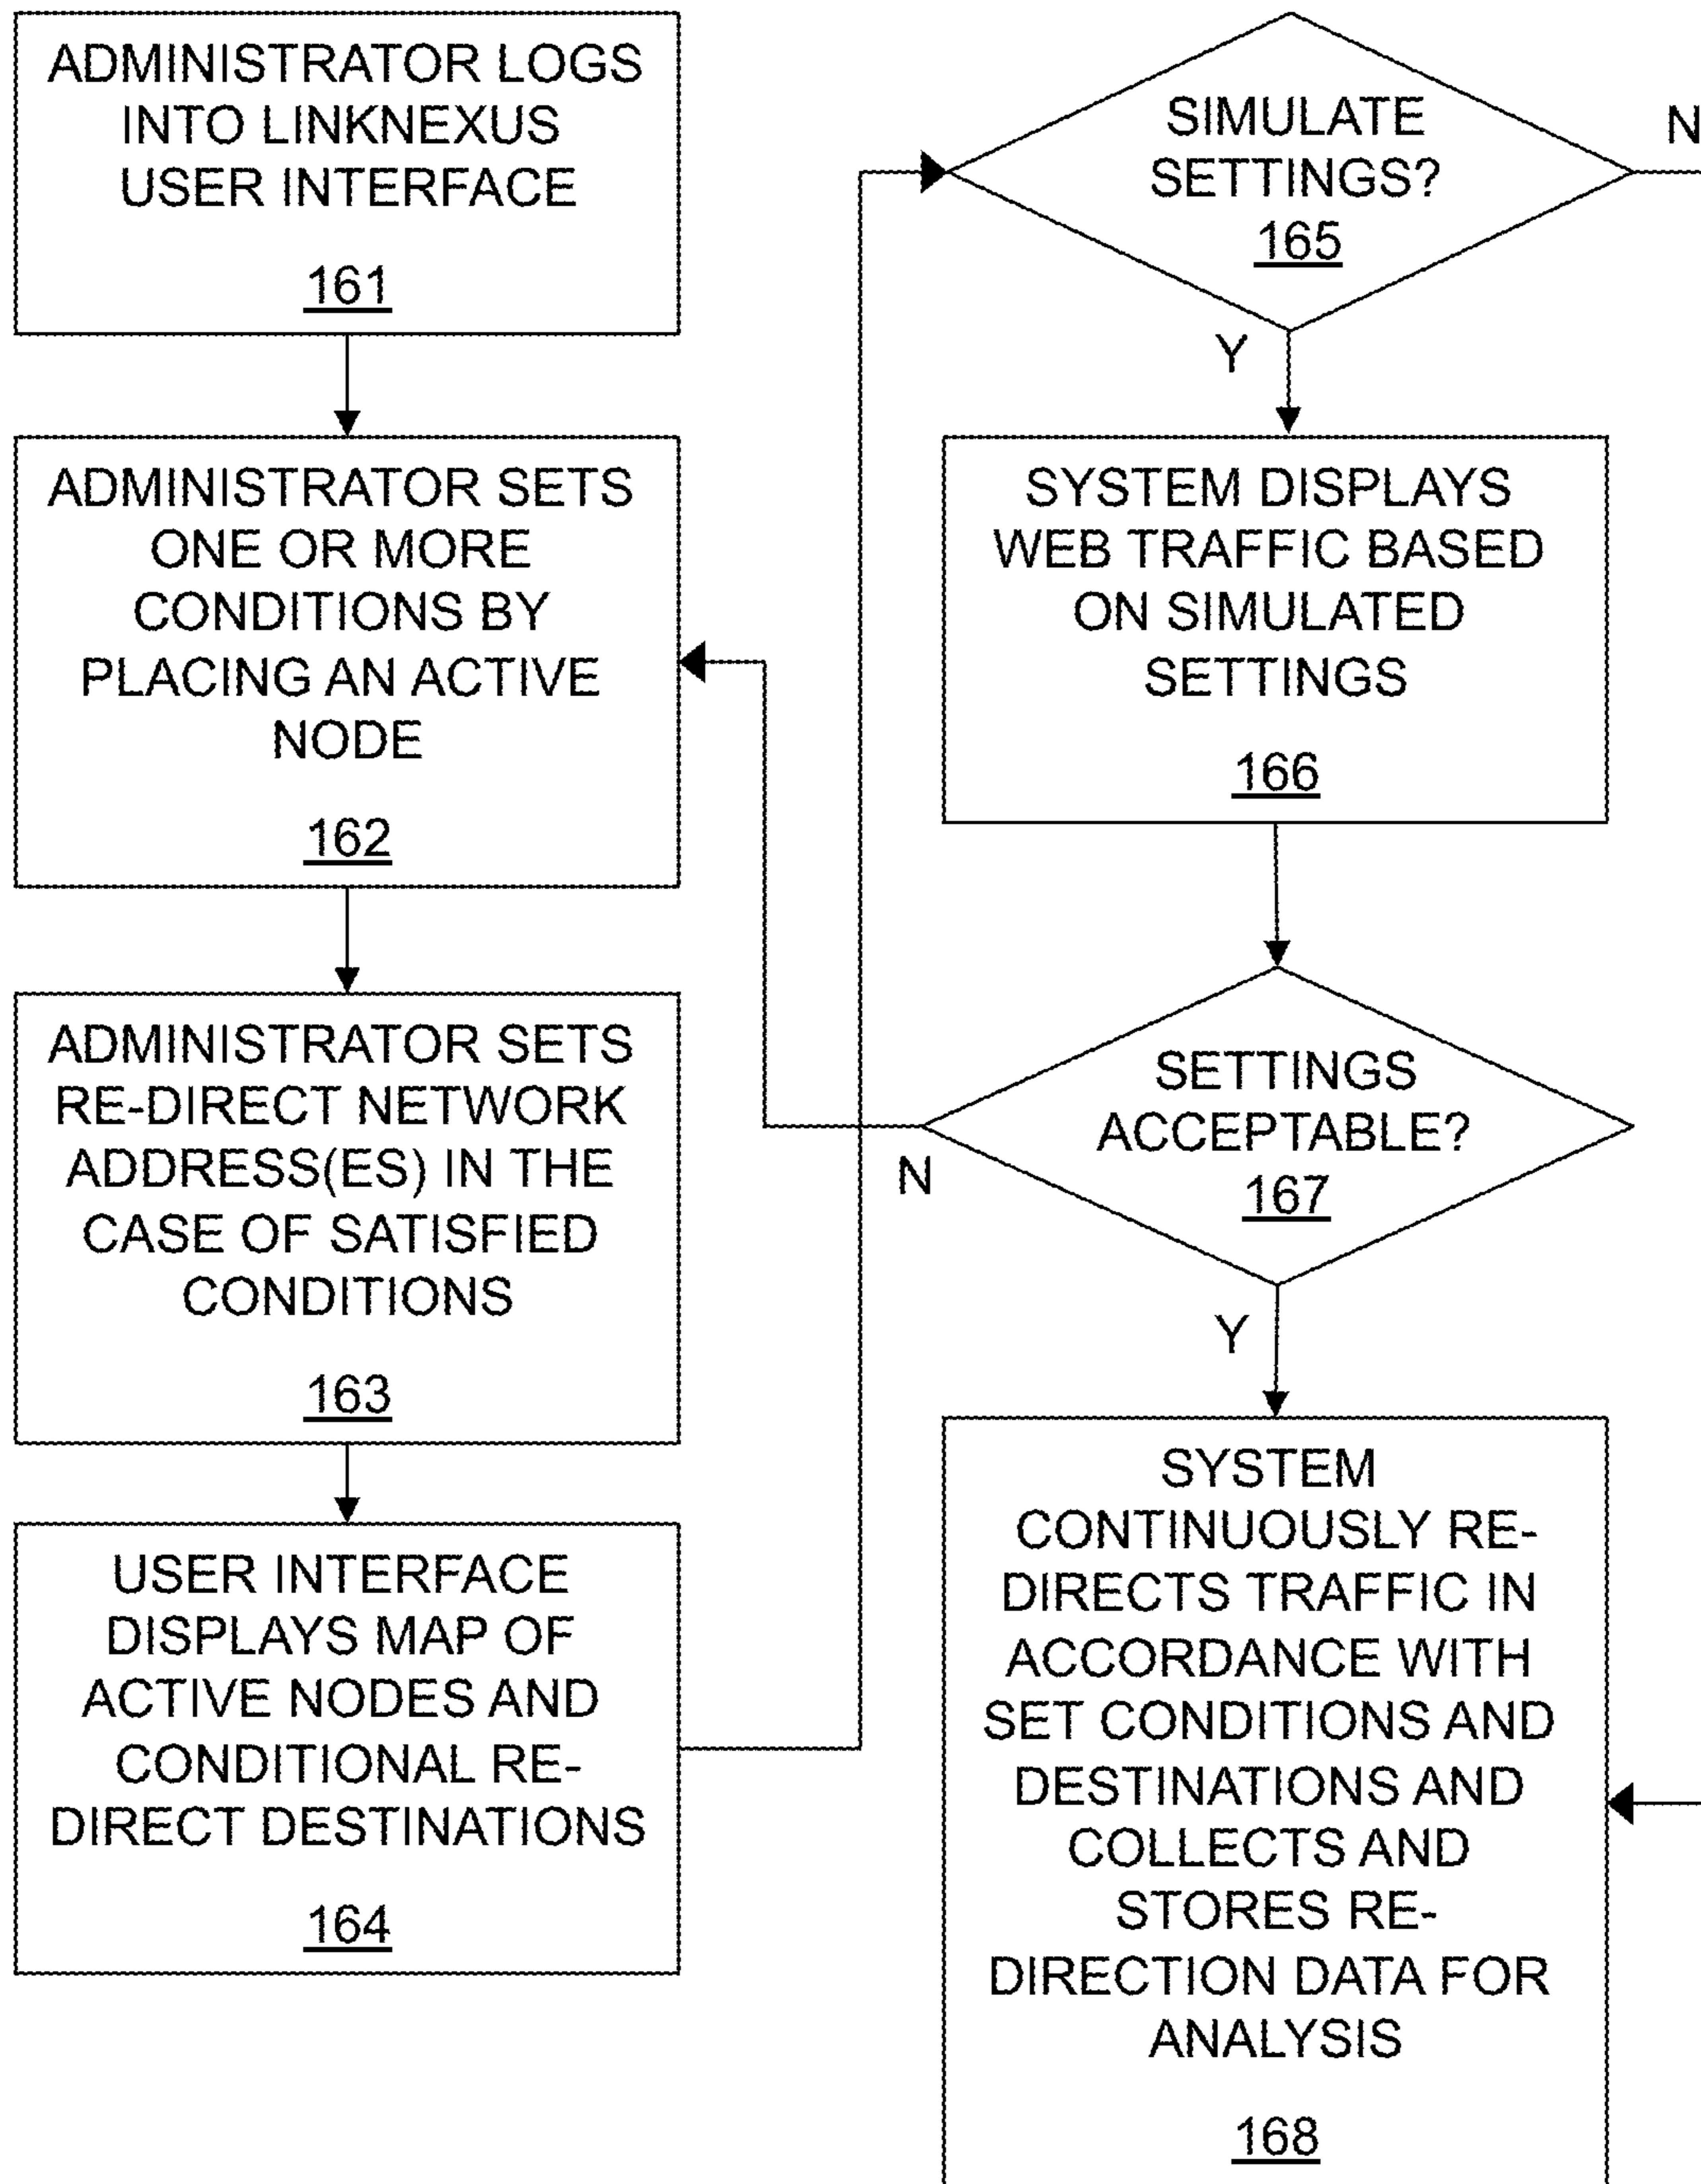 ADMINISTRATOR LOGS
INTO LINKNEXUS
USER INTERFACE
161
ADMINISTRATOR SETS
ONE OR MORE
CONDITIONS BY
PLACING AN ACTIVE
NODE
162
ADMINISTRATOR SETS
RE-DIRECT NETWORK
ADDRESS(ES) IN THE
CASE OF SATISFIED
CONDITIONS
163
USER INTERFACE
DISPLAYS MAP OF
ACTIVE NODES AND
CONDITIONAL RE-
DIRECT DESTINATIONS
164
SIMULATE
SETTINGS?
165
N
Y
SYSTEM DISPLAYS
WEB TRAFFIC BASED
ON SIMULATED
SETTINGS
166
SETTINGS
ACCEPTABLE?
167
N
Y
SYSTEM
CONTINUOUSLY RE-
DIRECTS TRAFFIC IN
ACCORDANCE WITH
SET CONDITIONS AND
DESTINATIONS AND
COLLECTS AND
STORES RE-
DIRECTION DATA FOR
ANALYSIS
168